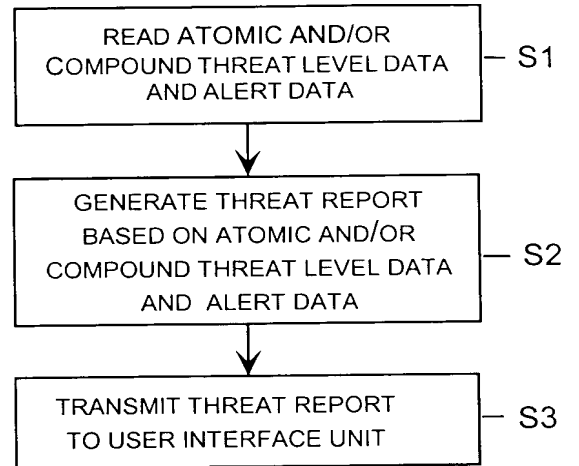 READ ATOMIC AND/OR
COMPOUND THREAT LEVEL DATA
AND ALERT DATA
S1
GENERATE THREAT REPORT
BASED ON ATOMIC AND/OR
COMPOUND THREAT LEVEL DATA
AND ALERT DATA
S2
TRANSMIT THREAT REPORT
TO USER INTERFACE UNIT
S3